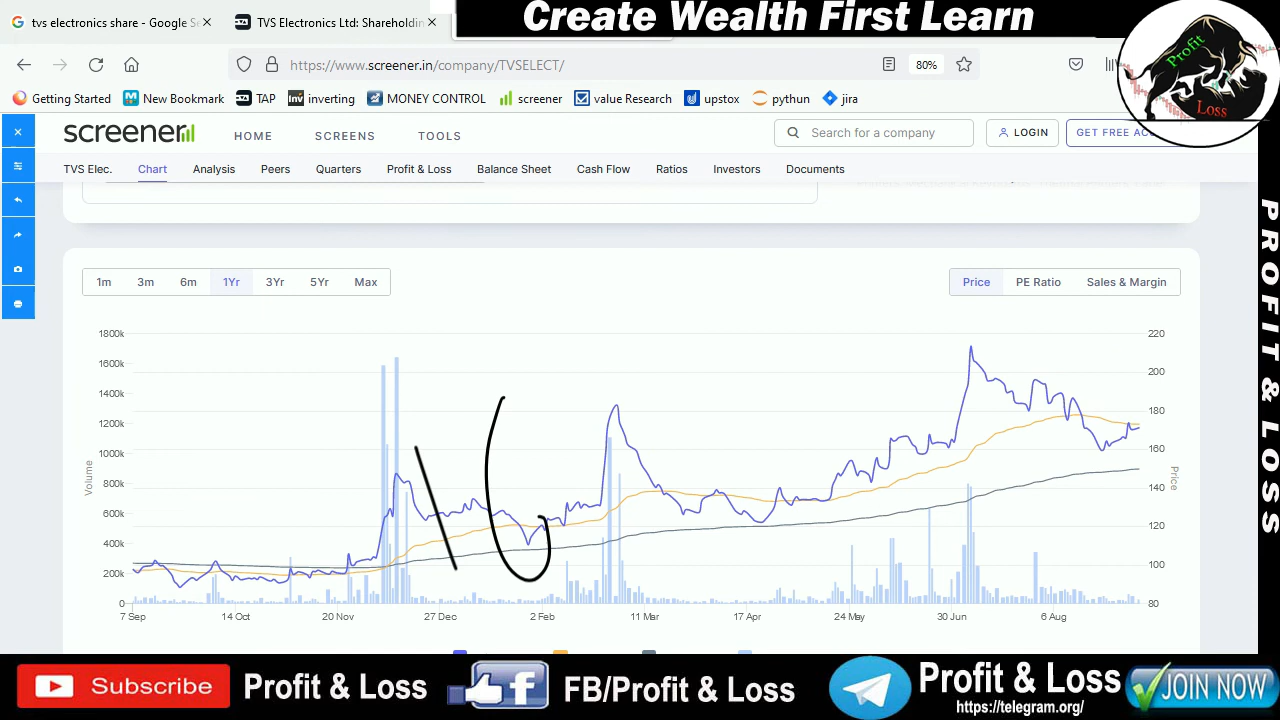 Create Wealth First Learn
tvs electronics share - Google Se
TVS Electronics Ltd: Shareholdin
https://www.screener.in/company/TVSELECT/
80%
Getting Started
New Bookmark
TAP
inv inverting
MONEYCONTROL
screener
value Research
upstox
python
jira
Profit
Loss
screener
HOME
SCREENS
TOOLS
Search for a company
LOGIN
GET FREE
TVS Elec.
Chart
Analysis
Peers
Quarters
Profit & Loss
Balance Sheet
Cash Flow
Ratios
Investors
Documents
1m
3m
6m
1Yr
3Yr
5Yr
Max
Price
PE Ratio
Sales & Margin
1800k
1600k
1400k
1200k
1000k
800k
600k
400k
200k
0
Volume
220
200
180
160
140
120
100
80
Price
7 Sep
14 Oct
20 Nov
27 Dec
2 Feb
11 Mar
17 Apr
24 May
30 Jun
6 Aug
PROFIT & LOSS
Subscribe
Profit & Loss
f
FB/Profit & Loss
Profit & Loss
https://telegram.org/
JOIN NOW